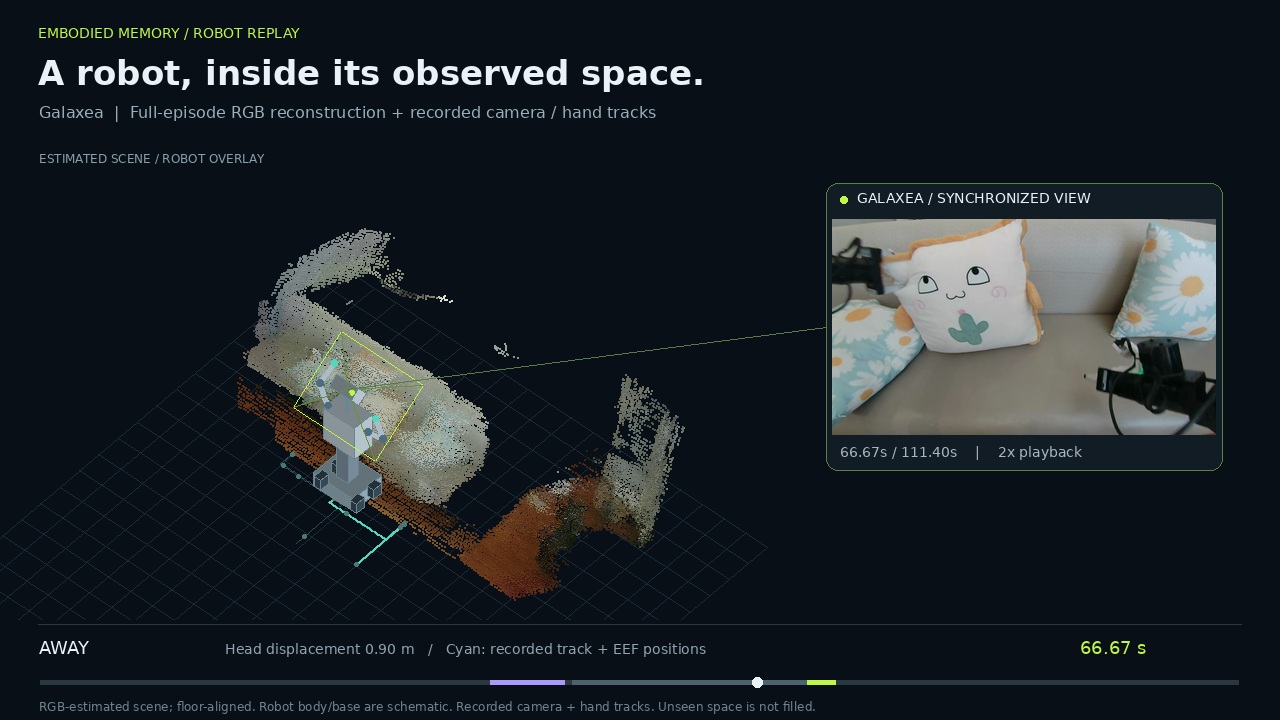 EMBODIED MEMORY / ROBOT REPLAY
A robot, inside its observed space.
Galaxea | Full-episode RGB reconstruction + recorded camera / hand tracks
ESTIMATED SCENE / ROBOT OVERLAY
GALAXEA / SYNCHRONIZED VIEW
66.67s / 111.40s | 2x playback
AWAY
Head displacement 0.90 m / Cyan: recorded track + EEF positions
66.67 s
RGB-estimated scene; floor-aligned. Robot body/base are schematic. Recorded camera + hand tracks. Unseen space is not filled.